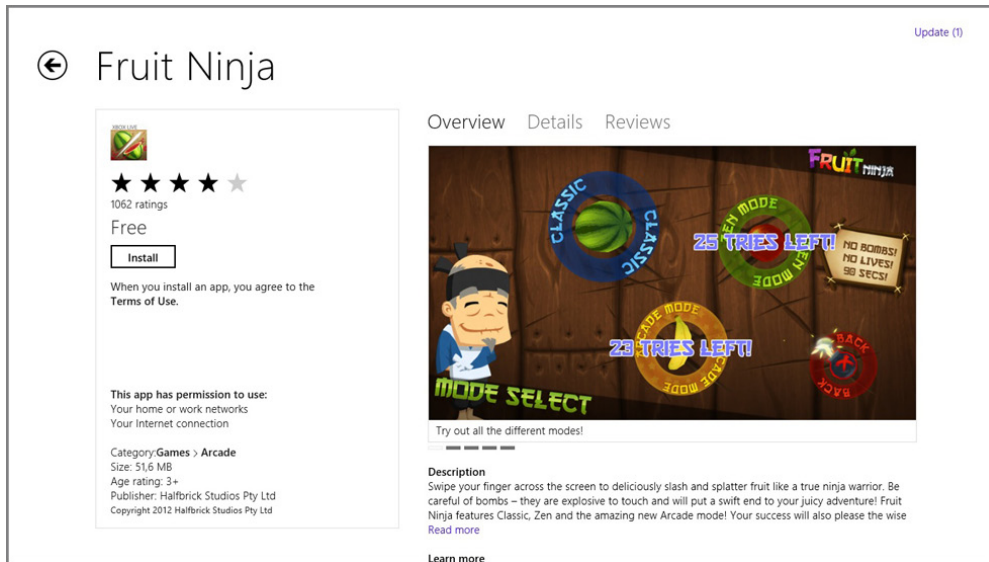 Update (1)
Fruit Ninja
XBOX LIVE
1062 ratings
Free
Install
When you install an app, you agree to the
Terms of Use.
This app has permission to use:
Your home or work networks
Your Internet connection
Category:Games > Arcade
Size: 51,6 MB
Age rating: 3+
Publisher: Halfbrick Studios Pty Ltd
Copyright 2012 Halfbrick Studios Pty Ltd
Overview Details Reviews
FRUIT NINJA
CLASSIC
CLASSIC
ZEN MODE
25 TRIES LEFT!
ZEN MODE
NO BOMBS!
NO LIVES!
90 SECS!
ARCADE MODE
23 TRIES LEFT!
ARCADE MODE
BACK
BACK
MODE SELECT
Try out all the different modes!
Description
Swipe your finger across the screen to deliciously slash and splatter fruit like a true ninja warrior. Be
careful of bombs – they are explosive to touch and will put a swift end to your juicy adventure! Fruit
Ninja features Classic, Zen and the amazing new Arcade mode! Your success will also please the wise
Read more
Learn more